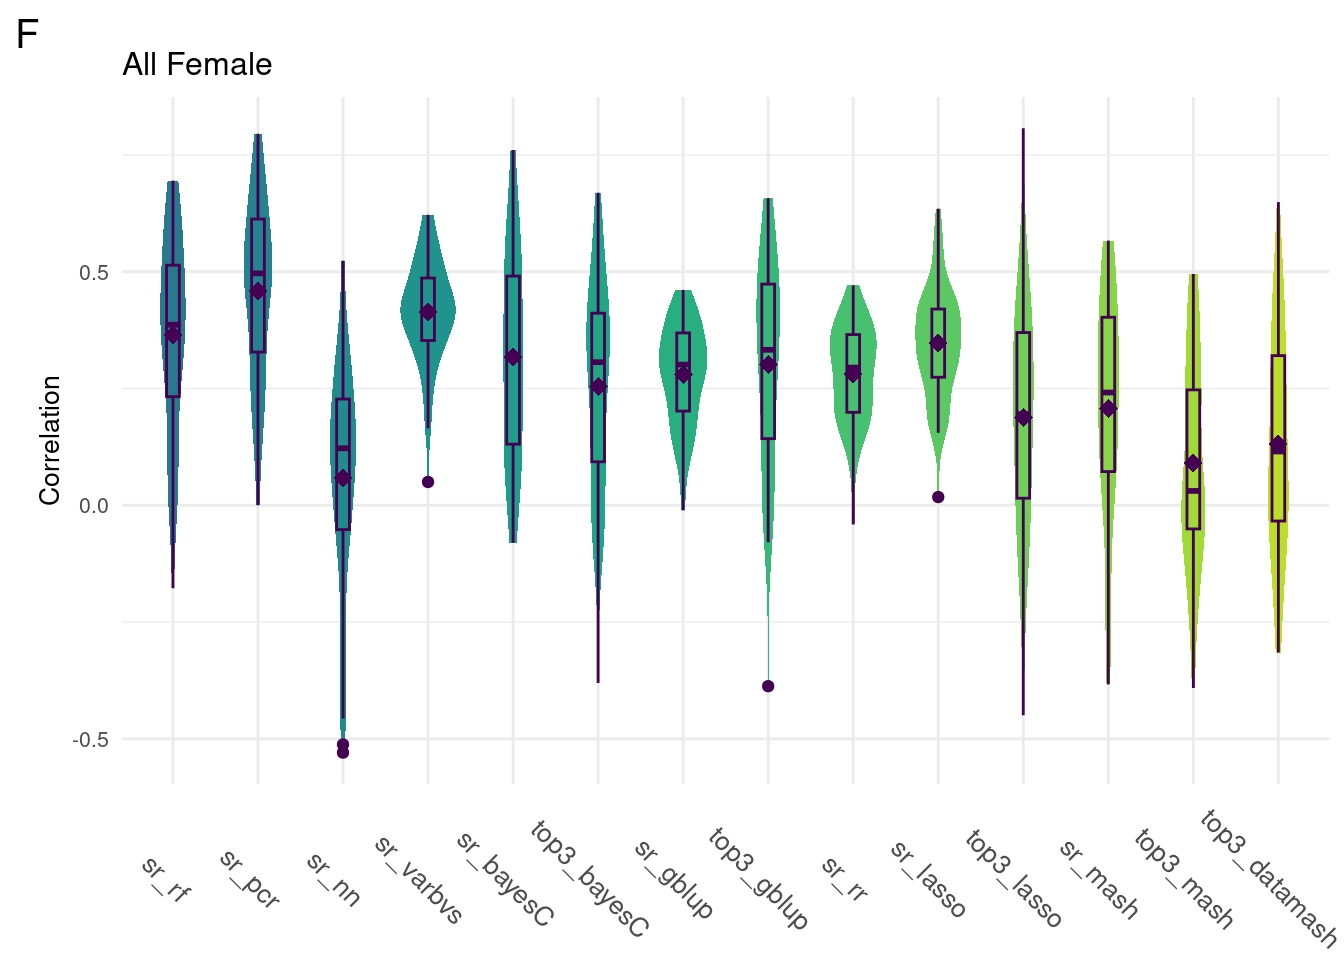 F
All Female
Correlation
0.5
0.0
-0.5
sr_rf
sr_pcr
sr_nn
sr_varbvs
sr_bayesC
top3_bayesC
sr_gblup
top3_gblup
sr_rr
sr_lasso
top3_lasso
sr_mash
top3_mash
top3_datamash